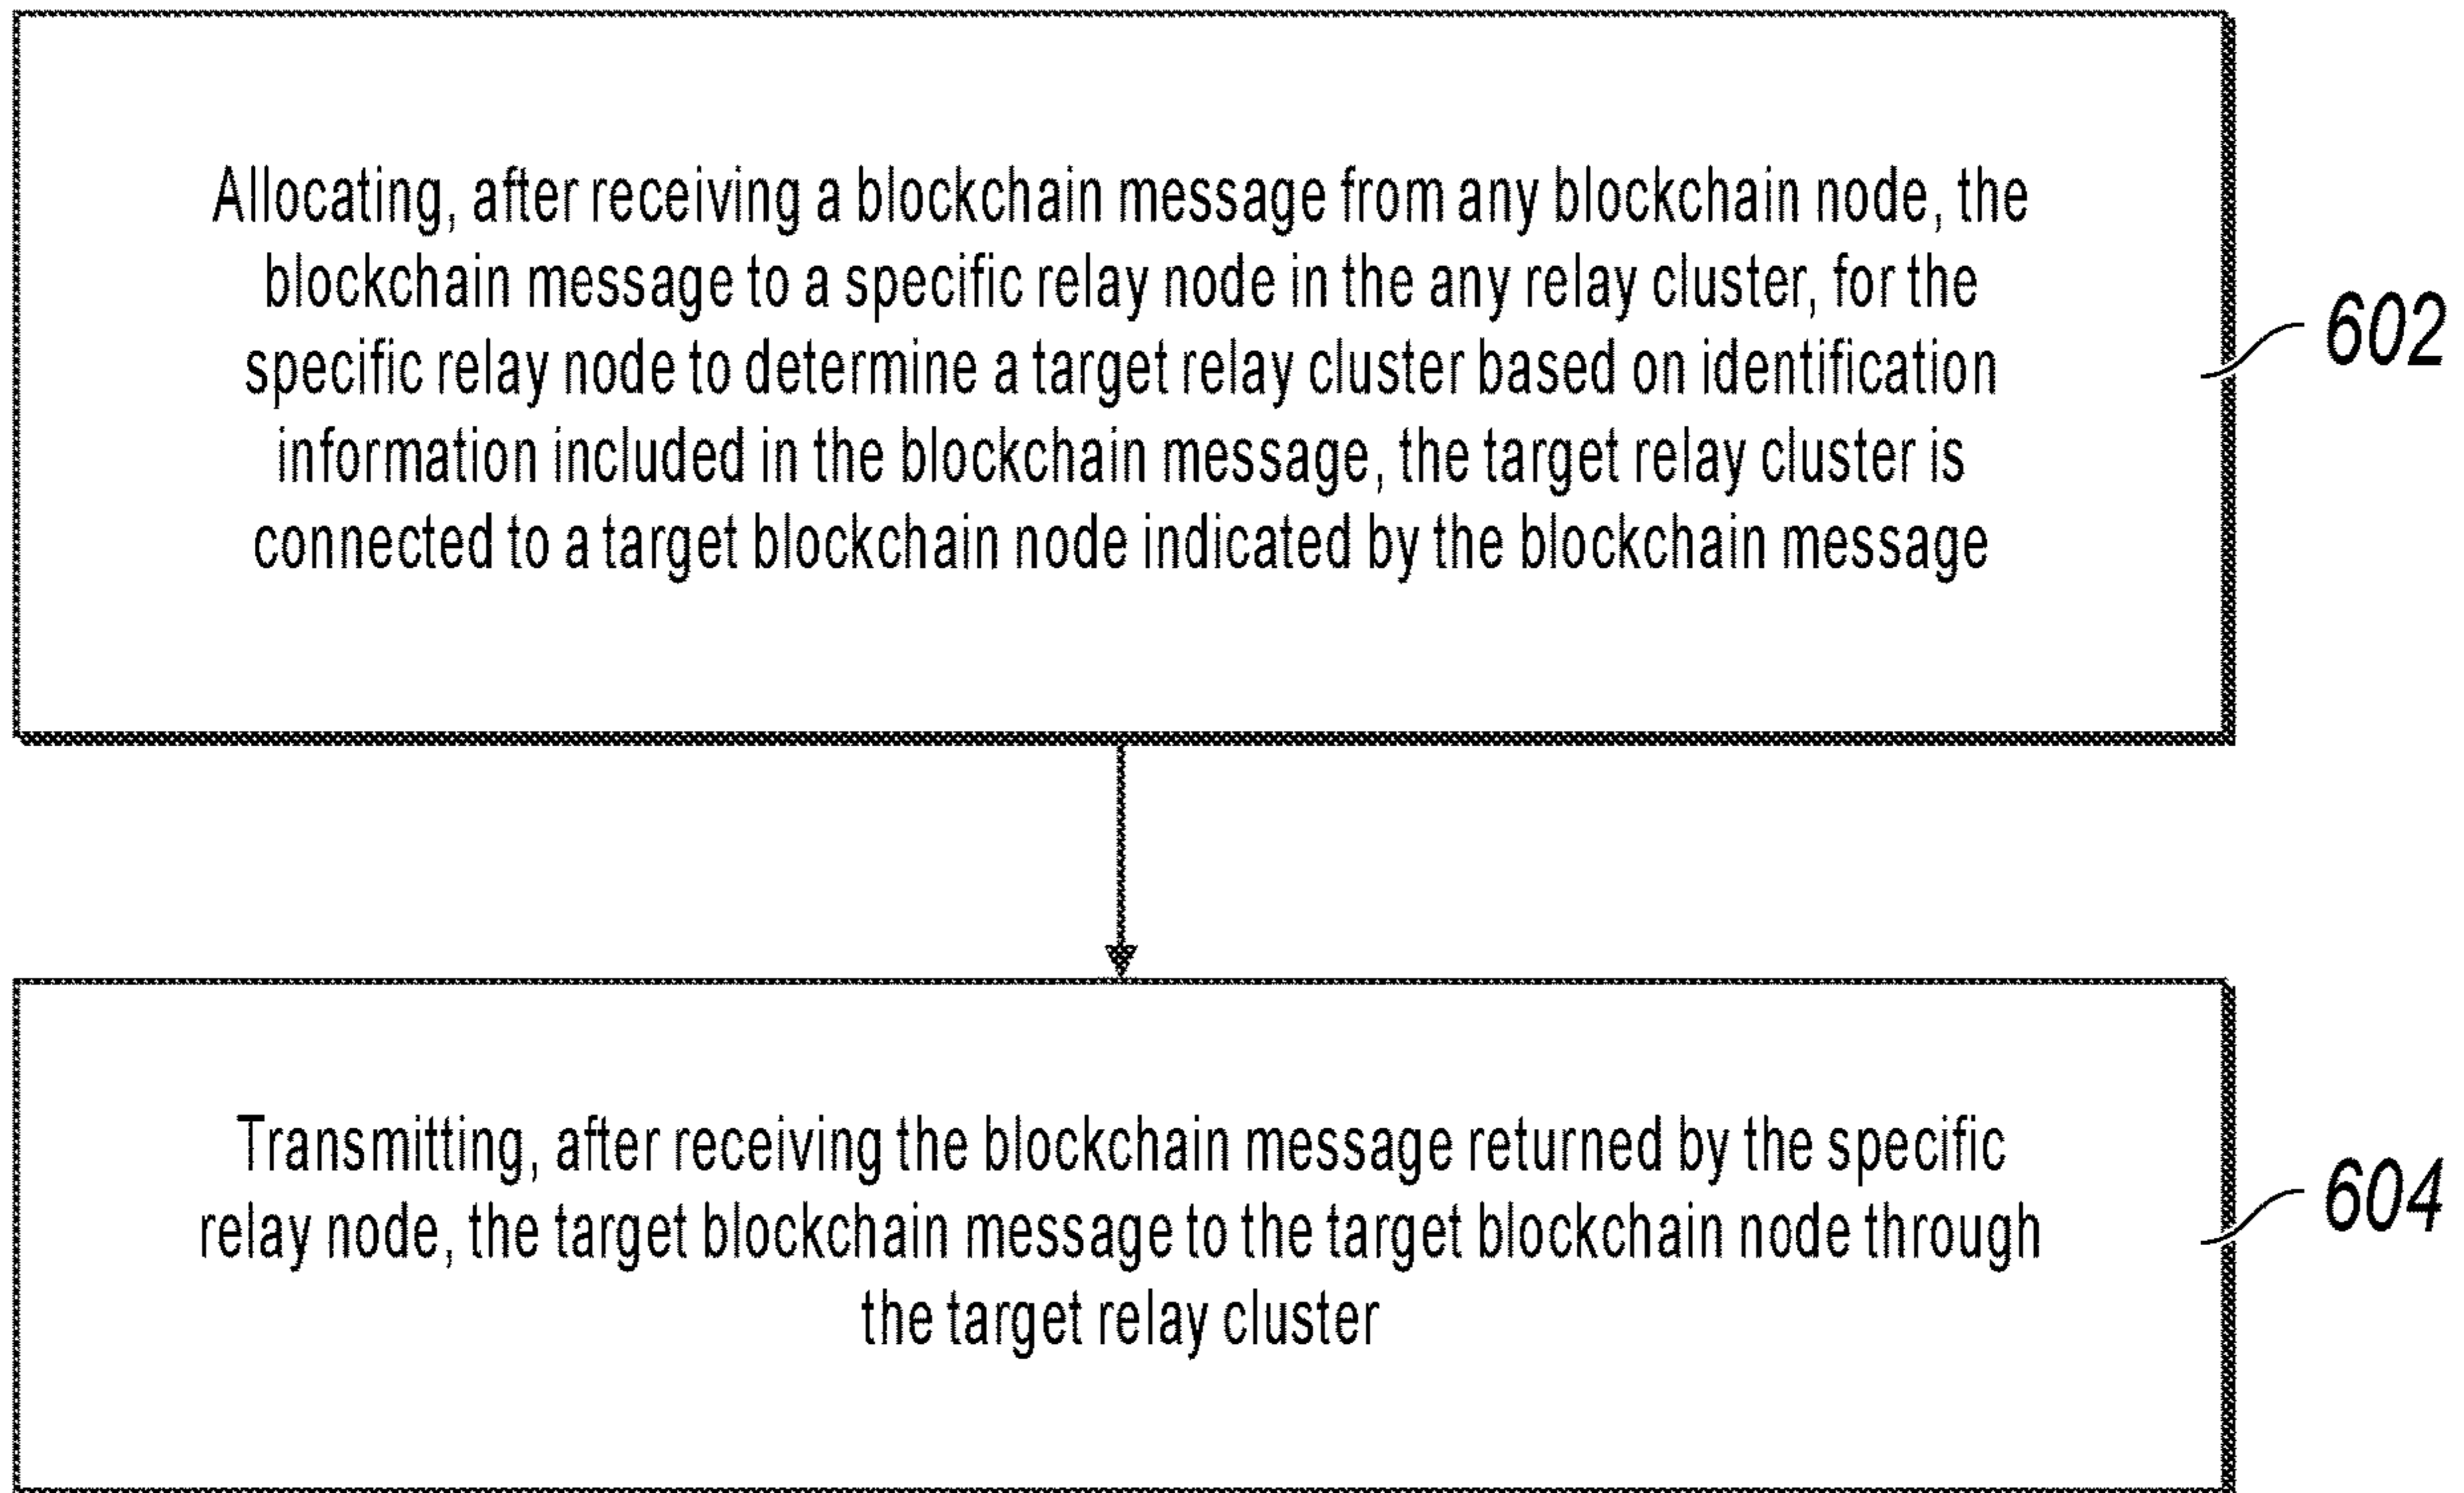 Allocating, after receiving a blockchain message from any blockchain node, the
blockchain message to a specific relay node in the any relay cluster, for the
specific relay node to determine a target relay cluster based on identification
information included in the blockchain message, the target relay cluster is
connected to a target blockchain node indicated by the blockchain message
602
Transmitting, after receiving the blockchain message returned by the specific
relay node, the target blockchain message to the target blockchain node through
the target relay cluster
604